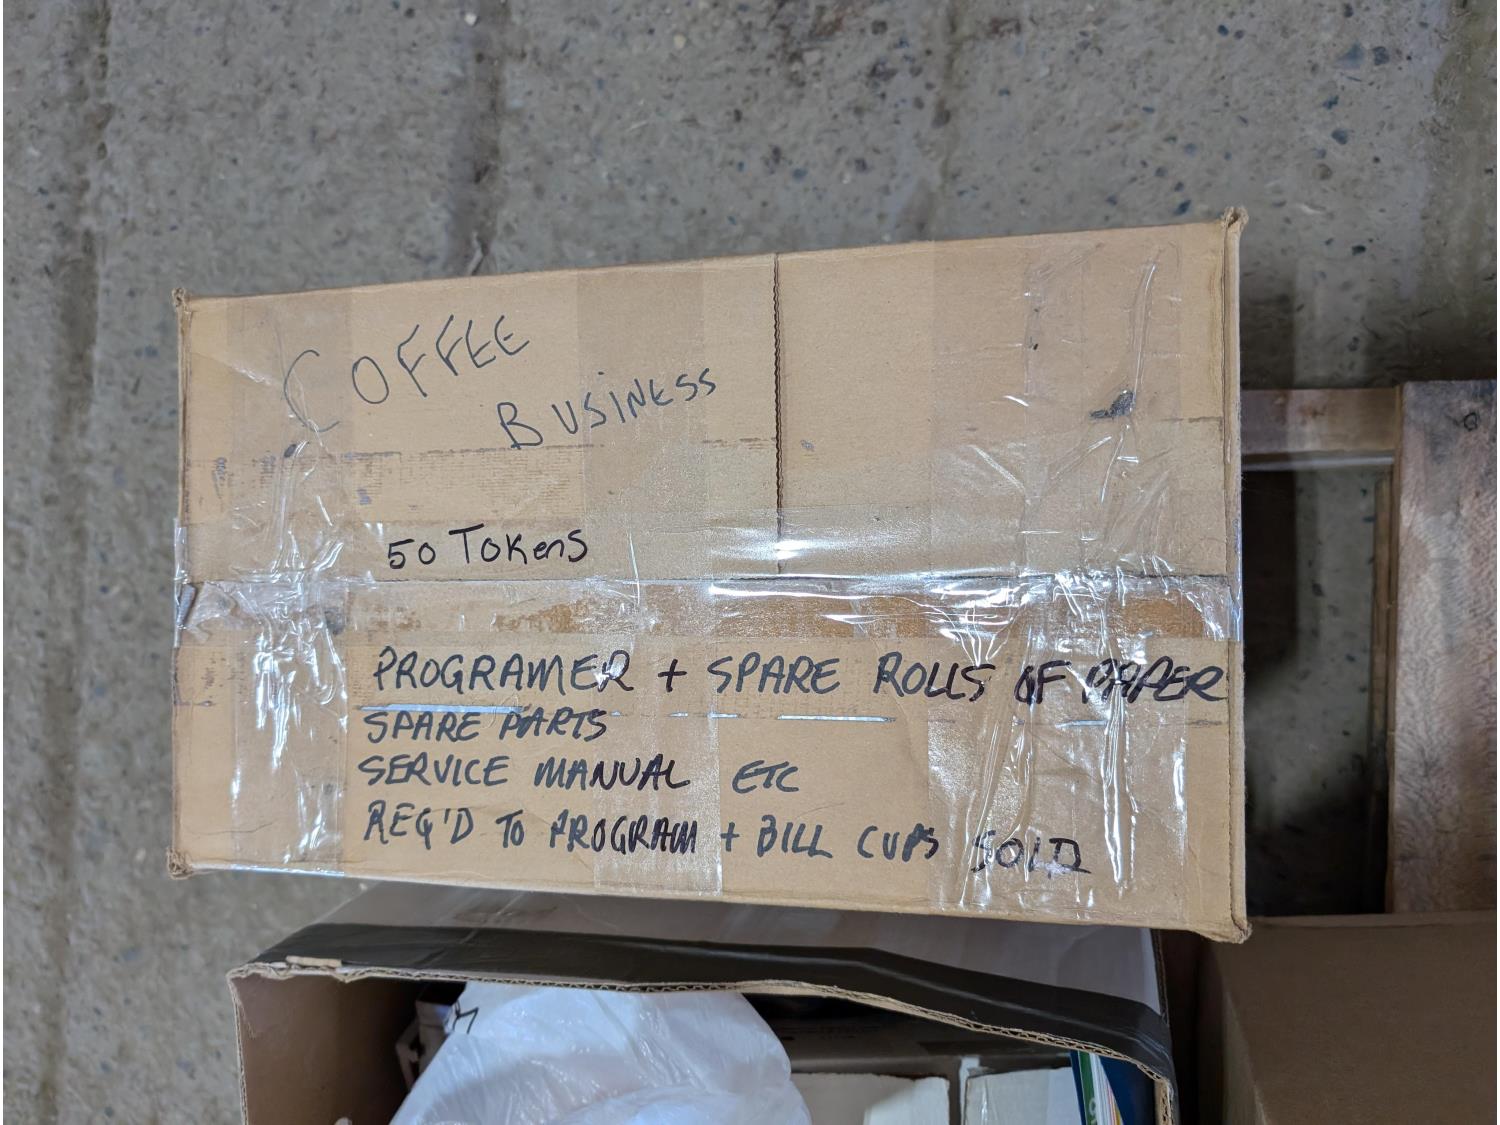 COFFEE
BUSINESS
50 TOKenS
PROGRAMER + SPARE ROLLS OF PAPER
SPARE PARTS
SERVICE MANUAL ETC
REQ'D TO PROGRAM + BILL CUPS SOLD